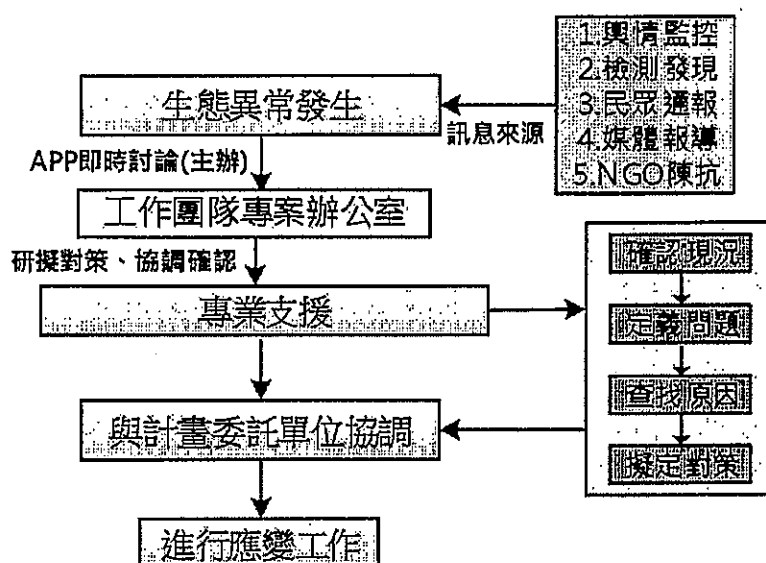 1.輿情監控
2.檢測發現
3.民眾通報
4.媒體報導
5.NGO陳抗
訊息來源
生態異常發生
APP即時討論(主辦)
工作團隊專案辦公室
研擬對策、協調確認
專業支援
確認現況
定義問題
查找原因
擬定對策
與計畫委託單位協調
進行應變工作